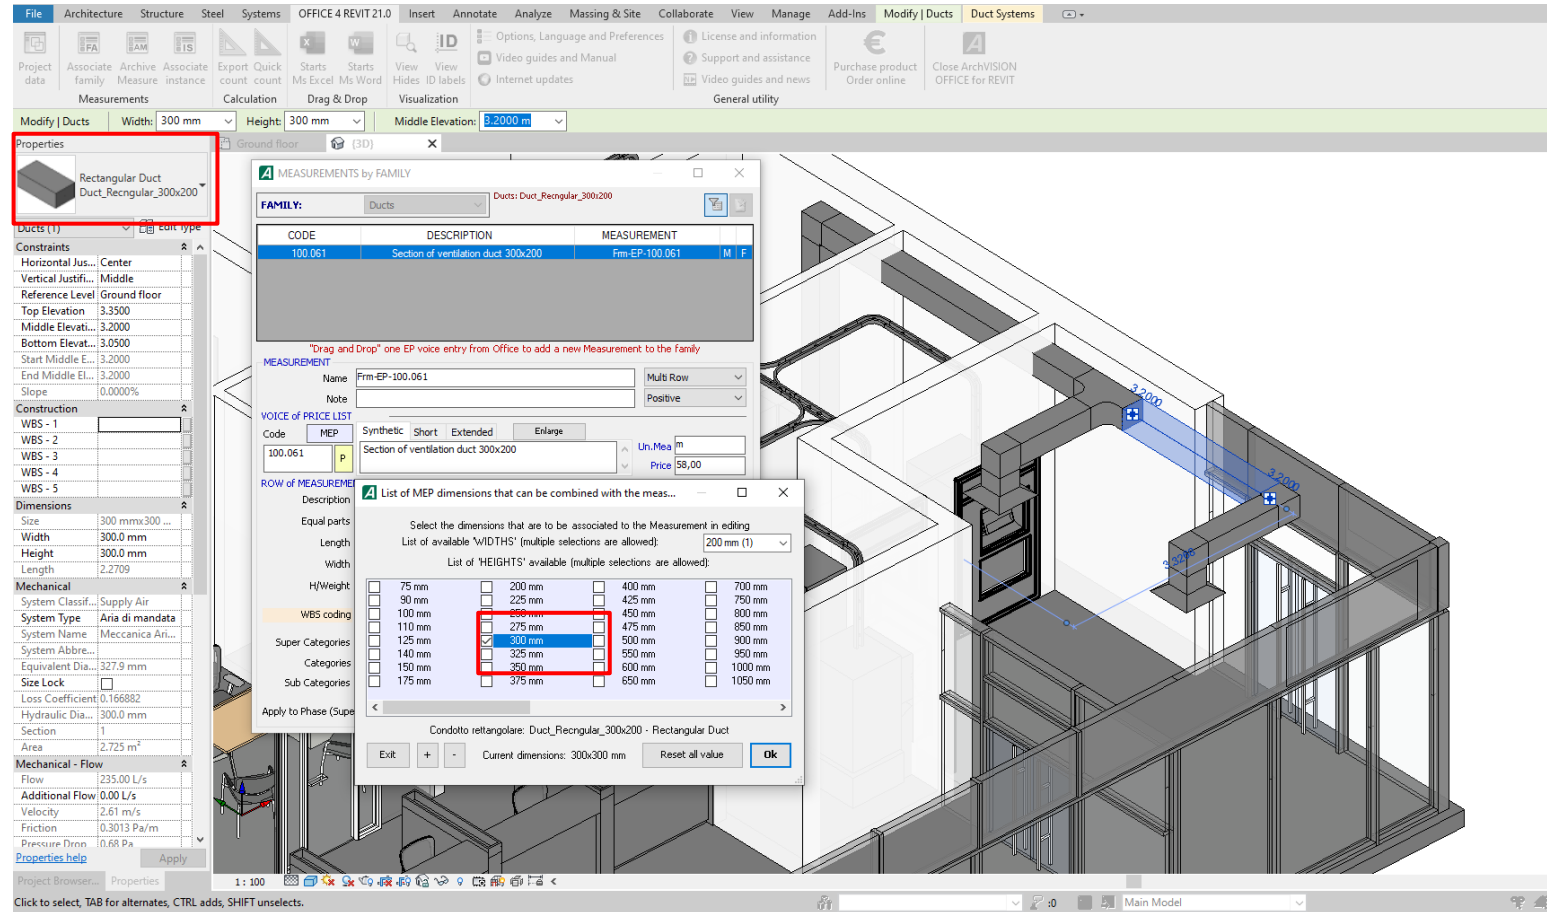 File Architecture Structure Steel Systems OFFICE 4 REVIT 21.0 Insert Annotate Analyze Massing & Site Collaborate View Manage Add-Ins Modify | Ducts Duct Systems
Project data
Associate family
Archive Measure
Associate instance
Export count
Quick count
Starts Ms Excel
Starts Ms Word
View Hides
View ID labels
FA AM IS
ID
Options, Language and Preferences
Video guides and Manual
Internet updates
License and information
Support and assistance
Video guides and news
Purchase product Order online
Close ArchVISION OFFICE for REVIT
Measurements Calculation Drag & Drop Visualization General utility
Modify | Ducts Width: 300 mm Height: 300 mm Middle Elevation: 3.2000 m
Properties
Ground floor {3D}
Rectangular Duct
Duct_Recngular_300x200
Ducts (1) Edit Type
Constraints
Horizontal Jus... Center
Vertical Justifi... Middle
Reference Level Ground floor
Top Elevation 3.3500
Middle Elevati... 3.2000
Bottom Elevat... 3.0500
Start Middle E... 3.2000
End Middle El... 3.2000
Slope 0.0000%
Construction
WBS - 1
WBS - 2
WBS - 3
WBS - 4
WBS - 5
Dimensions
Size 300 mmx300 ...
Width 300.0 mm
Height 300.0 mm
Length 2.2709
Mechanical
System Classif... Supply Air
System Type Aria di mandata
System Name Meccanica Ari...
System Abbre...
Equivalent Dia... 327.9 mm
Size Lock
Loss Coefficient 0.166882
Hydraulic Dia... 300.0 mm
Section 1
Area 2.725 m²
Mechanical - Flow
Flow 235.00 L/s
Additional Flow 0.00 L/s
Velocity 2.61 m/s
Friction 0.3013 Pa/m
Pressure Drop 0.68 Pa
Properties help Apply
Project Browser... Properties
MEASUREMENTS by FAMILY
FAMILY: Ducts Ducts: Duct_Recngular_300x200
CODE DESCRIPTION MEASUREMENT
100.061 Section of ventilation duct 300x200 Frm-EP-100.061 M F
"Drag and Drop" one EP voice entry from Office to add a new Measurement to the family
MEASUREMENT
Name Frm-EP-100.061 Multi Row
Note Positive
VOICE of PRICE LIST
Code MEP Synthetic Short Extended Enlarge
100.061 P Section of ventilation duct 300x200 Un.Mea m
Price 58,00
ROW of MEASUREME
Description
Equal parts
Length
Width
H/Weight
WBS coding
Super Categories
Categories
Sub Categories
Apply to Phase (Supe
List of MEP dimensions that can be combined with the meas...
Select the dimensions that are to be associated to the Measurement in editing
List of available 'WIDTHS' (multiple selections are allowed): 200 mm (1)
List of 'HEIGHTS' available (multiple selections are allowed):
75 mm 200 mm 400 mm 700 mm
90 mm 225 mm 425 mm 750 mm
100 mm 250 mm 450 mm 800 mm
110 mm 275 mm 475 mm 850 mm
125 mm 300 mm 500 mm 900 mm
140 mm 325 mm 550 mm 950 mm
150 mm 350 mm 600 mm 1000 mm
175 mm 375 mm 650 mm 1050 mm
Condotto rettangolare: Duct_Recngular_300x200 - Rectangular Duct
Exit + - Current dimensions: 300x300 mm Reset all value Ok
3.2000
3.2000
1 : 100
Click to select, TAB for alternates, CTRL adds, SHIFT unselects. :0 Main Model